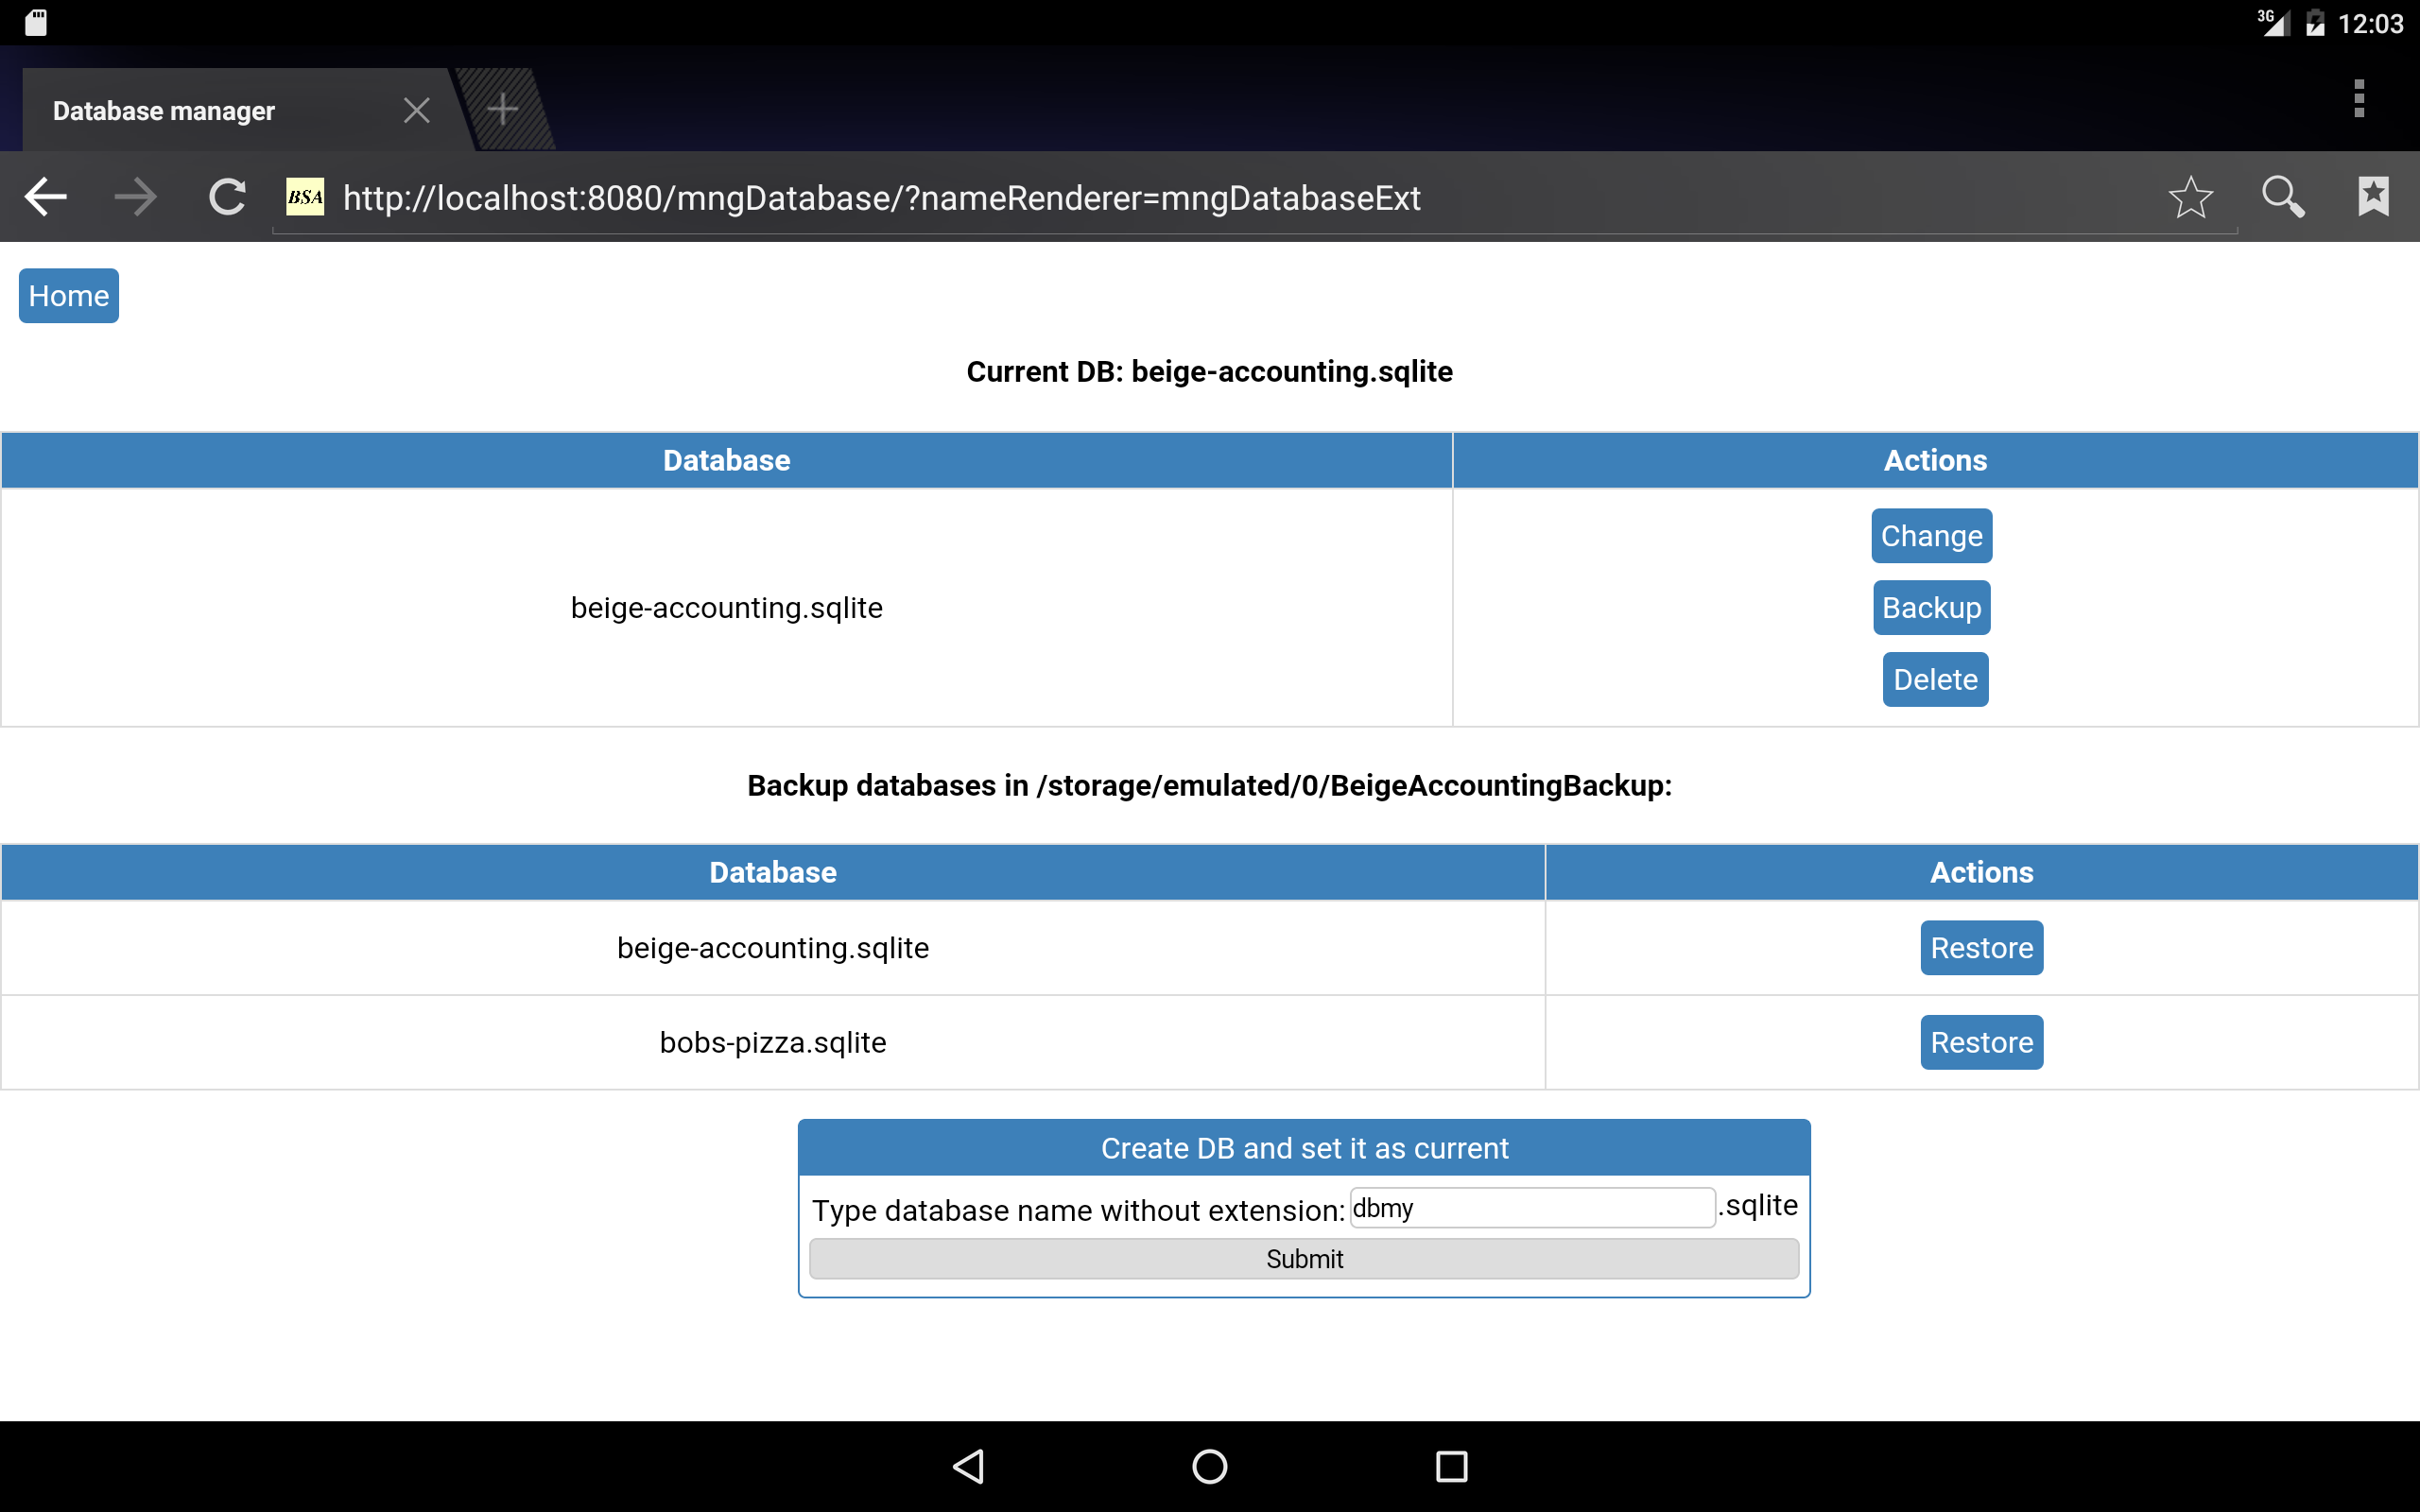 3G 12:03
Database manager
BSA http://localhost:8080/mngDatabase/?nameRenderer=mngDatabaseExt
Home
Current DB: beige-accounting.sqlite
Database Actions
Change
beige-accounting.sqlite Backup
Delete
Backup databases in /storage/emulated/0/BeigeAccountingBackup:
Database Actions
beige-accounting.sqlite Restore
bobs-pizza.sqlite Restore
Create DB and set it as current
Type database name without extension: dbmy .sqlite
Submit